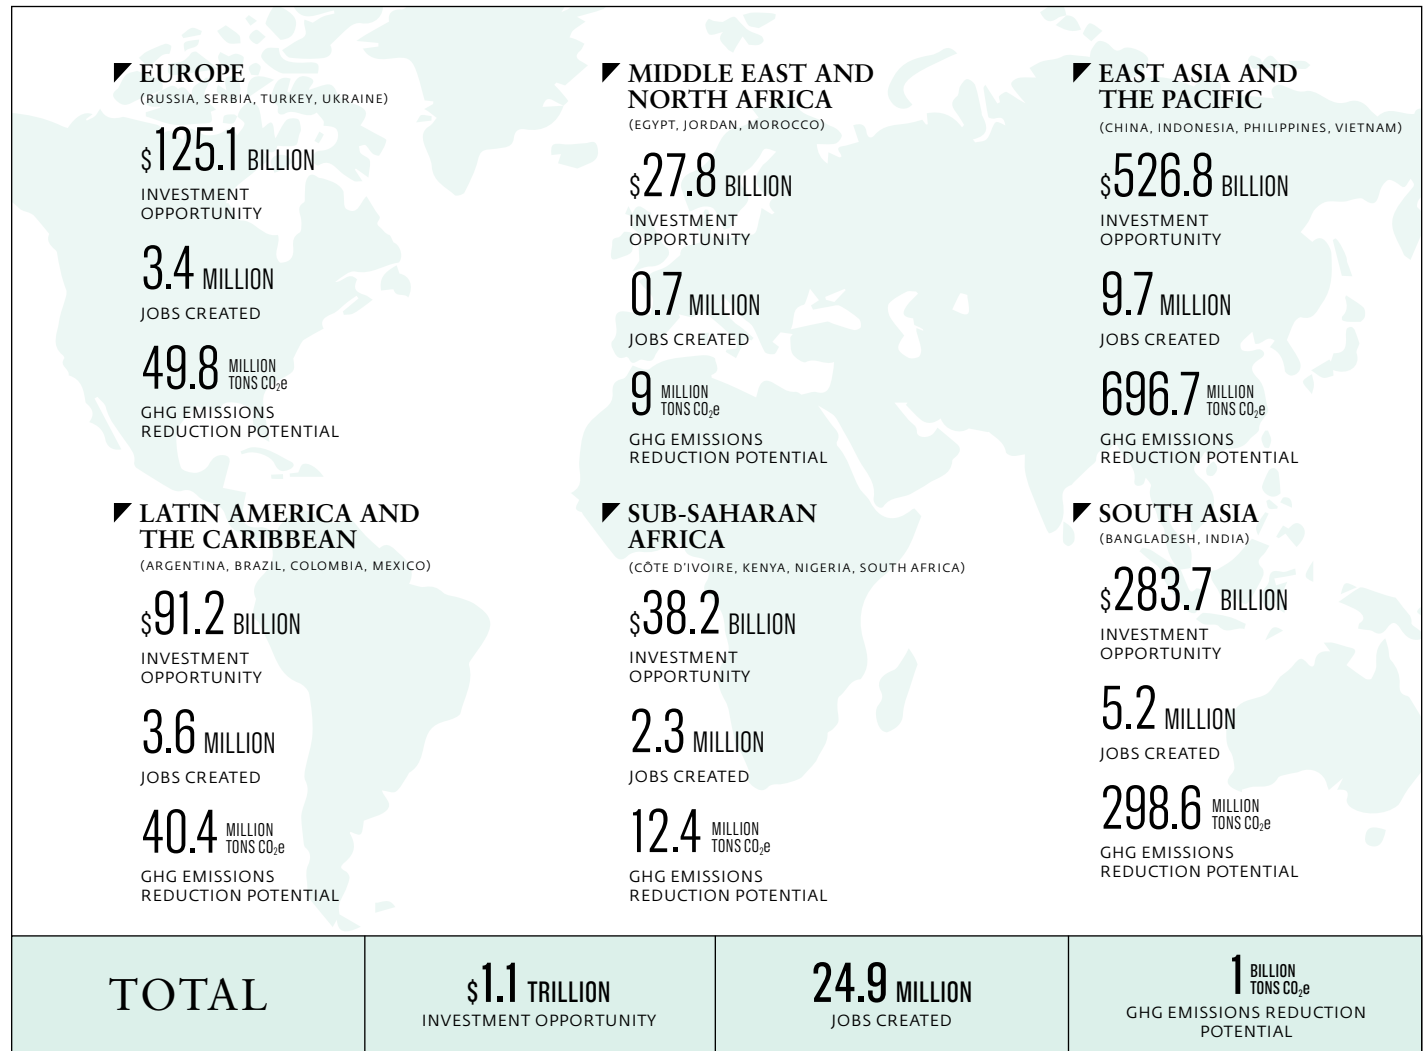 EUROPE
(RUSSIA, SERBIA, TURKEY, UKRAINE)
$125.1 BILLION
INVESTMENT
OPPORTUNITY
3.4 MILLION
JOBS CREATED
49.8 MILLION
TONS CO₂e
GHG EMISSIONS
REDUCTION POTENTIAL
MIDDLE EAST AND
NORTH AFRICA
(EGYPT, JORDAN, MOROCCO)
$27.8 BILLION
INVESTMENT
OPPORTUNITY
0.7 MILLION
JOBS CREATED
9 MILLION
TONS CO₂e
GHG EMISSIONS
REDUCTION POTENTIAL
EAST ASIA AND
THE PACIFIC
(CHINA, INDONESIA, PHILIPPINES, VIETNAM)
$526.8 BILLION
INVESTMENT
OPPORTUNITY
9.7 MILLION
JOBS CREATED
696.7 MILLION
TONS CO₂e
GHG EMISSIONS
REDUCTION POTENTIAL
LATIN AMERICA AND
THE CARIBBEAN
(ARGENTINA, BRAZIL, COLOMBIA, MEXICO)
$91.2 BILLION
INVESTMENT
OPPORTUNITY
3.6 MILLION
JOBS CREATED
40.4 MILLION
TONS CO₂e
GHG EMISSIONS
REDUCTION POTENTIAL
SUB-SAHARAN
AFRICA
(CÔTE D'IVOIRE, KENYA, NIGERIA, SOUTH AFRICA)
$38.2 BILLION
INVESTMENT
OPPORTUNITY
2.3 MILLION
JOBS CREATED
12.4 MILLION
TONS CO₂e
GHG EMISSIONS
REDUCTION POTENTIAL
SOUTH ASIA
(BANGLADESH, INDIA)
$283.7 BILLION
INVESTMENT
OPPORTUNITY
5.2 MILLION
JOBS CREATED
298.6 MILLION
TONS CO₂e
GHG EMISSIONS
REDUCTION POTENTIAL
TOTAL
$1.1 TRILLION
INVESTMENT OPPORTUNITY
24.9 MILLION
JOBS CREATED
1 BILLION
TONS CO₂e
GHG EMISSIONS REDUCTION
POTENTIAL